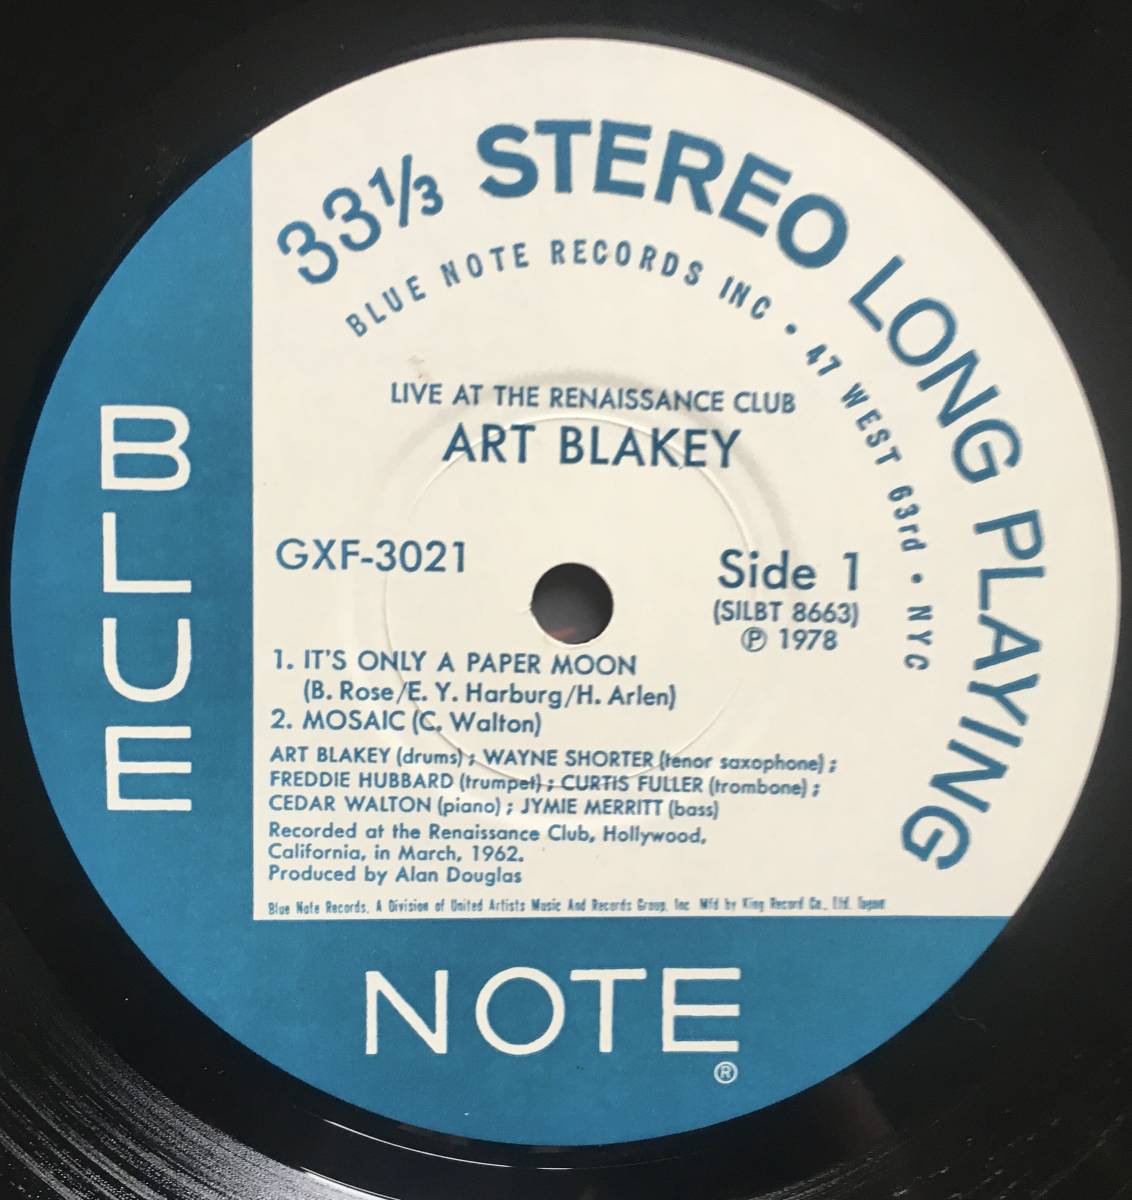 33⅓ STEREO LONG PLAYING
BLUE NOTE RECORDS INC • 47 WEST 63rd • NYC
LIVE AT THE RENAISSANCE CLUB
ART BLAKEY
GXF-3021
Side 1
(SILBT 8663)
Ⓟ 1978
1. IT'S ONLY A PAPER MOON
(B. Rose/E. Y. Harburg/H. Arlen)
2. MOSAIC (C. Walton)
ART BLAKEY (drums) ; WAYNE SHORTER (tenor saxophone) ;
FREDDIE HUBBARD (trumpet) ; CURTIS FULLER (trombone) ;
CEDAR WALTON (piano) ; JYMIE MERRITT (bass)
Recorded at the Renaissance Club, Hollywood,
California, in March, 1962.
Produced by Alan Douglas
Blue Note Records, A Division of United Artists Music And Records Group, Inc Mfd by King Record Co., Ltd. Japan
BLUE
NOTE
®